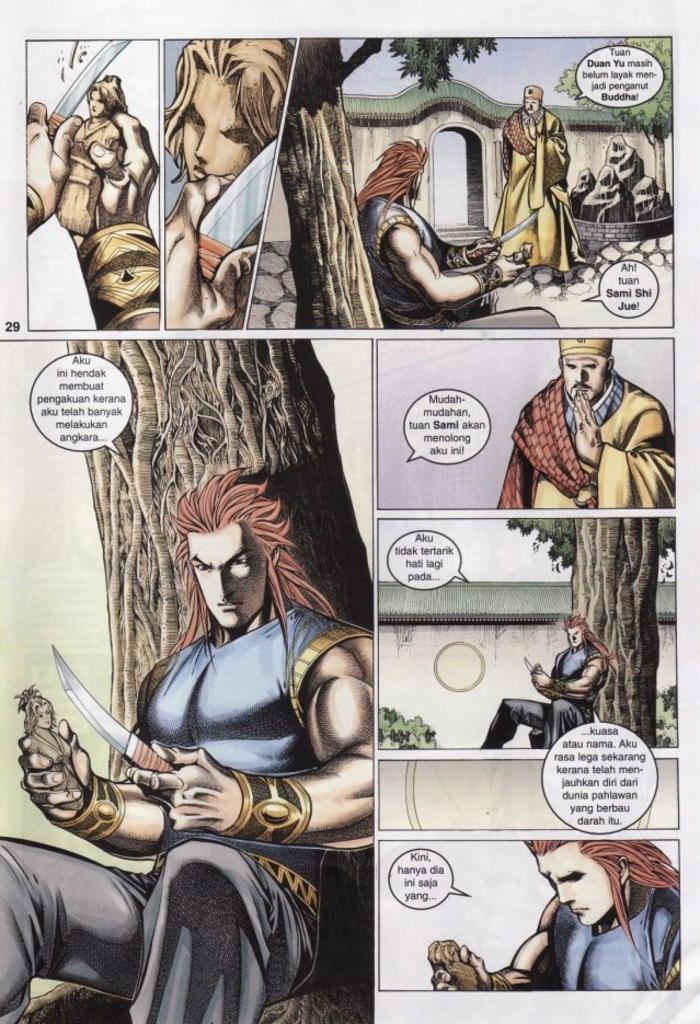 Tuan
Duan Yu masih
belum layak men-
jadi penganut
Buddha!
Ah!
tuan
Sami Shi
Jue!
29
Aku
ini hendak
membuat
pengakuan kerana
aku telah banyak
melakukan
angkara...
Mudah-
mudahan,
tuan Sami akan
menolong
aku ini!
Aku
tidak tertarik
hati lagi
pada...
...kuasa
atau nama. Aku
rasa lega sekarang
kerana telah men-
jauhkan diri dari
dunia pahlawan
yang berbau
darah itu.
Kini,
hanya dia
ini saja
yang...